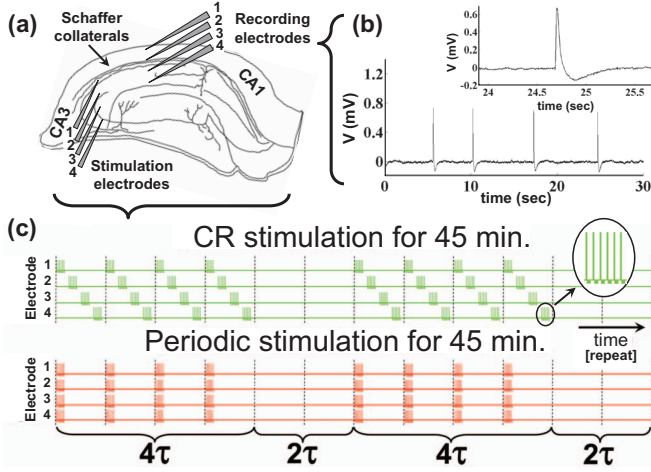 (a)
Schaffer
collaterals
1
2
3
4
Recording
electrodes
CA3
CA1
1
2
3
4
Stimulation
electrodes
(b)
V (mV)
0.6
0.4
0.2
0
-0.2
24
25
25.5
time (sec)
V (mV)
1.2
0.8
0.4
0
0
10
20
30
time (sec)
(c)
CR stimulation for 45 min.
Electrode
1
2
3
4
time
[repeat]
Periodic stimulation for 45 min.
Electrode
1
2
3
4
4τ
2τ
4τ
2τ